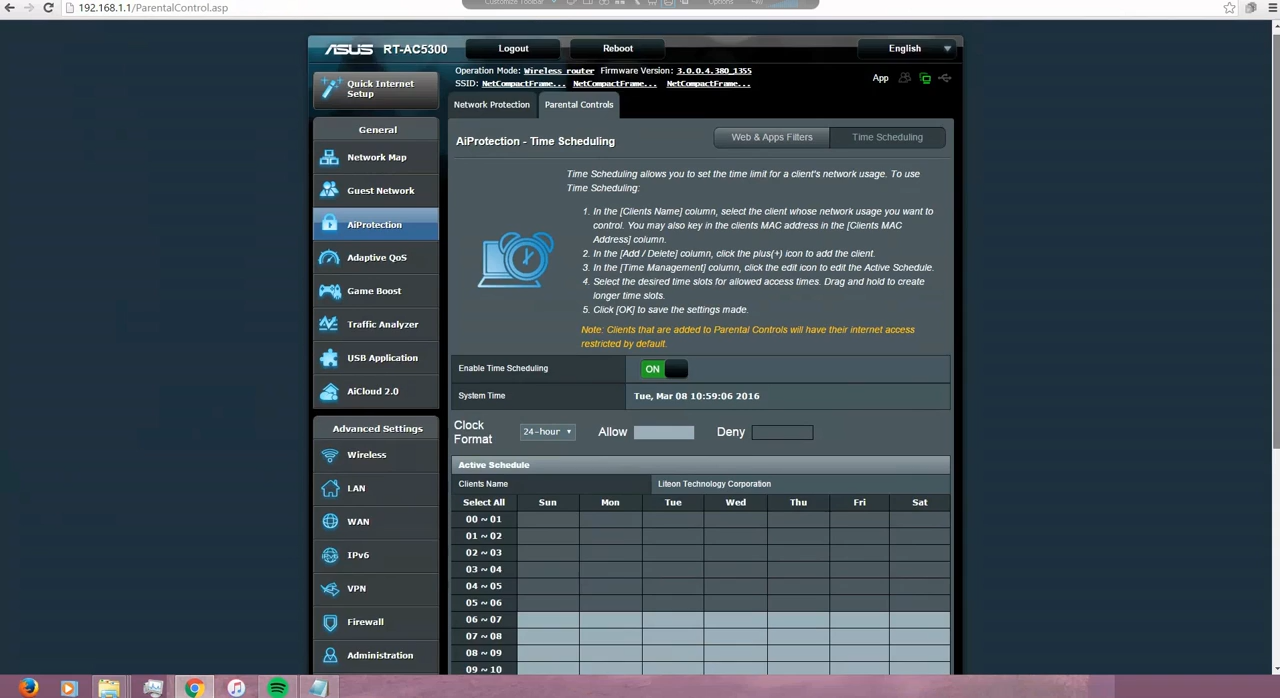 Customize Toolbar
Options
192.168.1.1/ParentalControl.asp
ASUS RT-AC5300
Logout
Reboot
English
Quick Internet
Setup
Operation Mode: Wireless router Firmware Version: 3.0.0.4.380_1355
SSID: NetCompactFrame... NetCompactFrame... NetCompactFrame...
App
General
Network Map
Guest Network
AiProtection
Adaptive QoS
Game Boost
Traffic Analyzer
USB Application
AiCloud 2.0
Advanced Settings
Wireless
LAN
WAN
IPv6
VPN
Firewall
Administration
Network Protection
Parental Controls
AiProtection - Time Scheduling
Web & Apps Filters
Time Scheduling
Time Scheduling allows you to set the time limit for a client's network usage. To use
Time Scheduling:
1. In the [Clients Name] column, select the client whose network usage you want to
control. You may also key in the clients MAC address in the [Clients MAC
Address] column.
2. In the [Add / Delete] column, click the plus(+) icon to add the client.
3. In the [Time Management] column, click the edit icon to edit the Active Schedule.
4. Select the desired time slots for allowed access times. Drag and hold to create
longer time slots.
5. Click [OK] to save the settings made.
Note: Clients that are added to Parental Controls will have their internet access
restricted by default.
Enable Time Scheduling
ON
System Time
Tue, Mar 08 10:59:06 2016
Clock
Format
24-hour
Allow
Deny
Active Schedule
Clients Name
Liteon Technology Corporation
Select All Sun Mon Tue Wed Thu Fri Sat
00 ~ 01
01 ~ 02
02 ~ 03
03 ~ 04
04 ~ 05
05 ~ 06
06 ~ 07
07 ~ 08
08 ~ 09
09 ~ 10